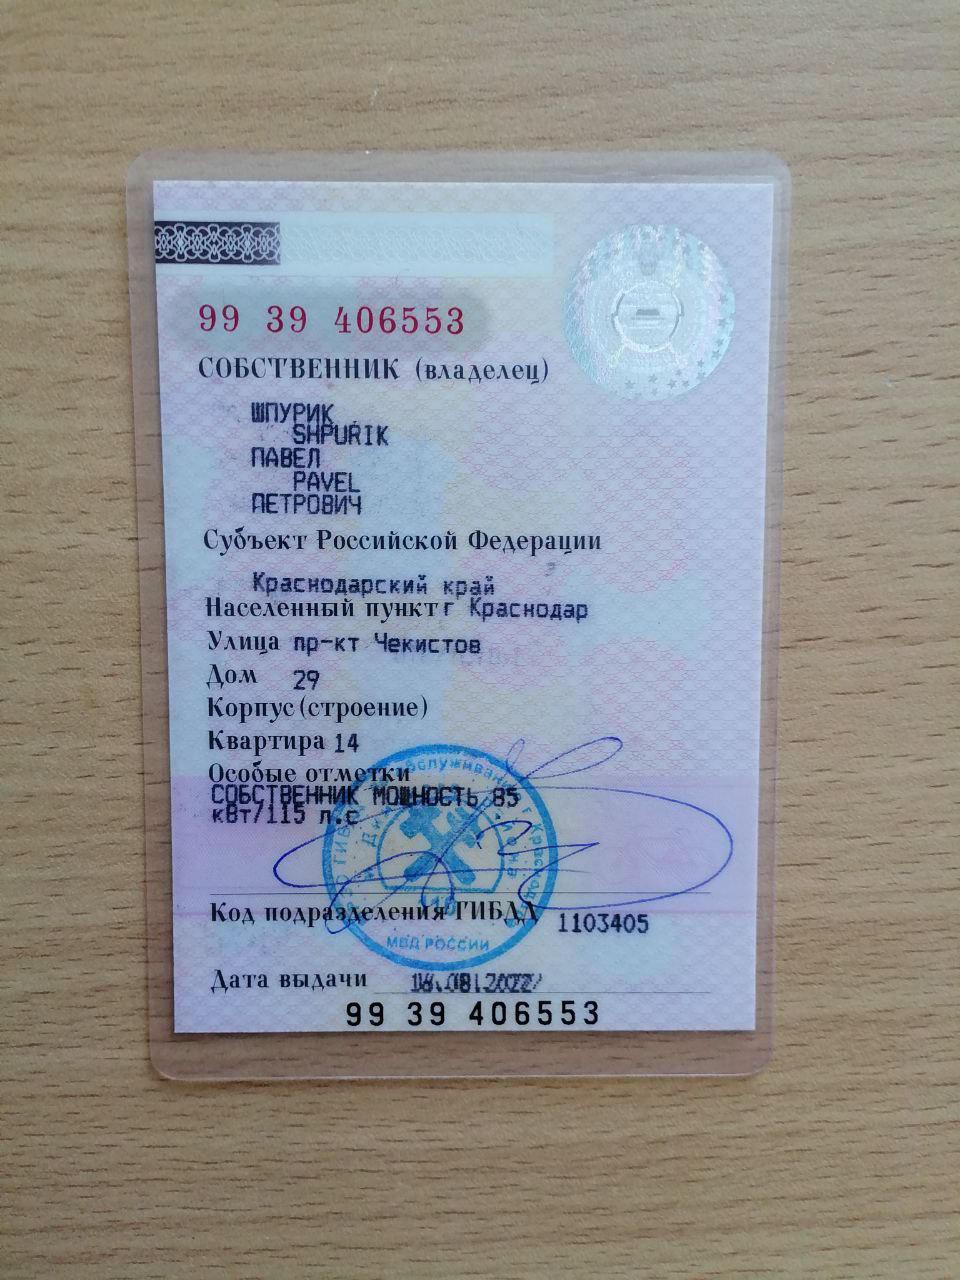 99 39 406553
СОБСТВЕННИК (владелец)
ШПУРИК
SHPURIK
ПАВЕЛ
PAVEL
ПЕТРОВИЧ
Субъект Российской Федерации
Краснодарский край
Населенный пункт г Краснодар
Улица пр-кт Чекистов
Дом 29
Корпус (строение)
Квартира 14
Особые отметки
СОБСТВЕННИК МОЩНОСТЬ 85
кВт/115 л.с
Код подразделения ГИБДД 1103405
МВД РОССИИ
Дата выдачи
99 39 406553